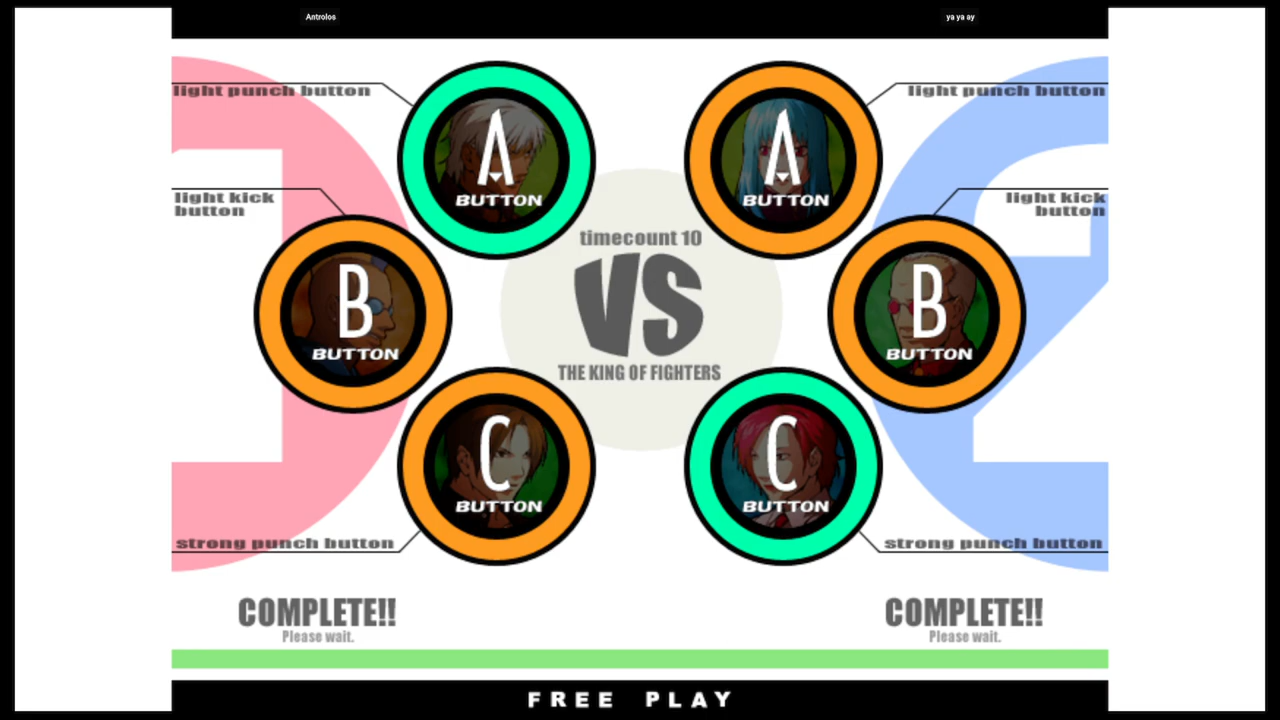 Antrolos
ya ya ay
light punch button
light punch button
A
BUTTON
A
BUTTON
light kick
button
light kick
button
timecount 10
VS
THE KING OF FIGHTERS
B
BUTTON
B
BUTTON
C
BUTTON
C
BUTTON
strong punch button
strong punch button
1
2
COMPLETE!!
Please wait.
COMPLETE!!
Please wait.
FREE PLAY